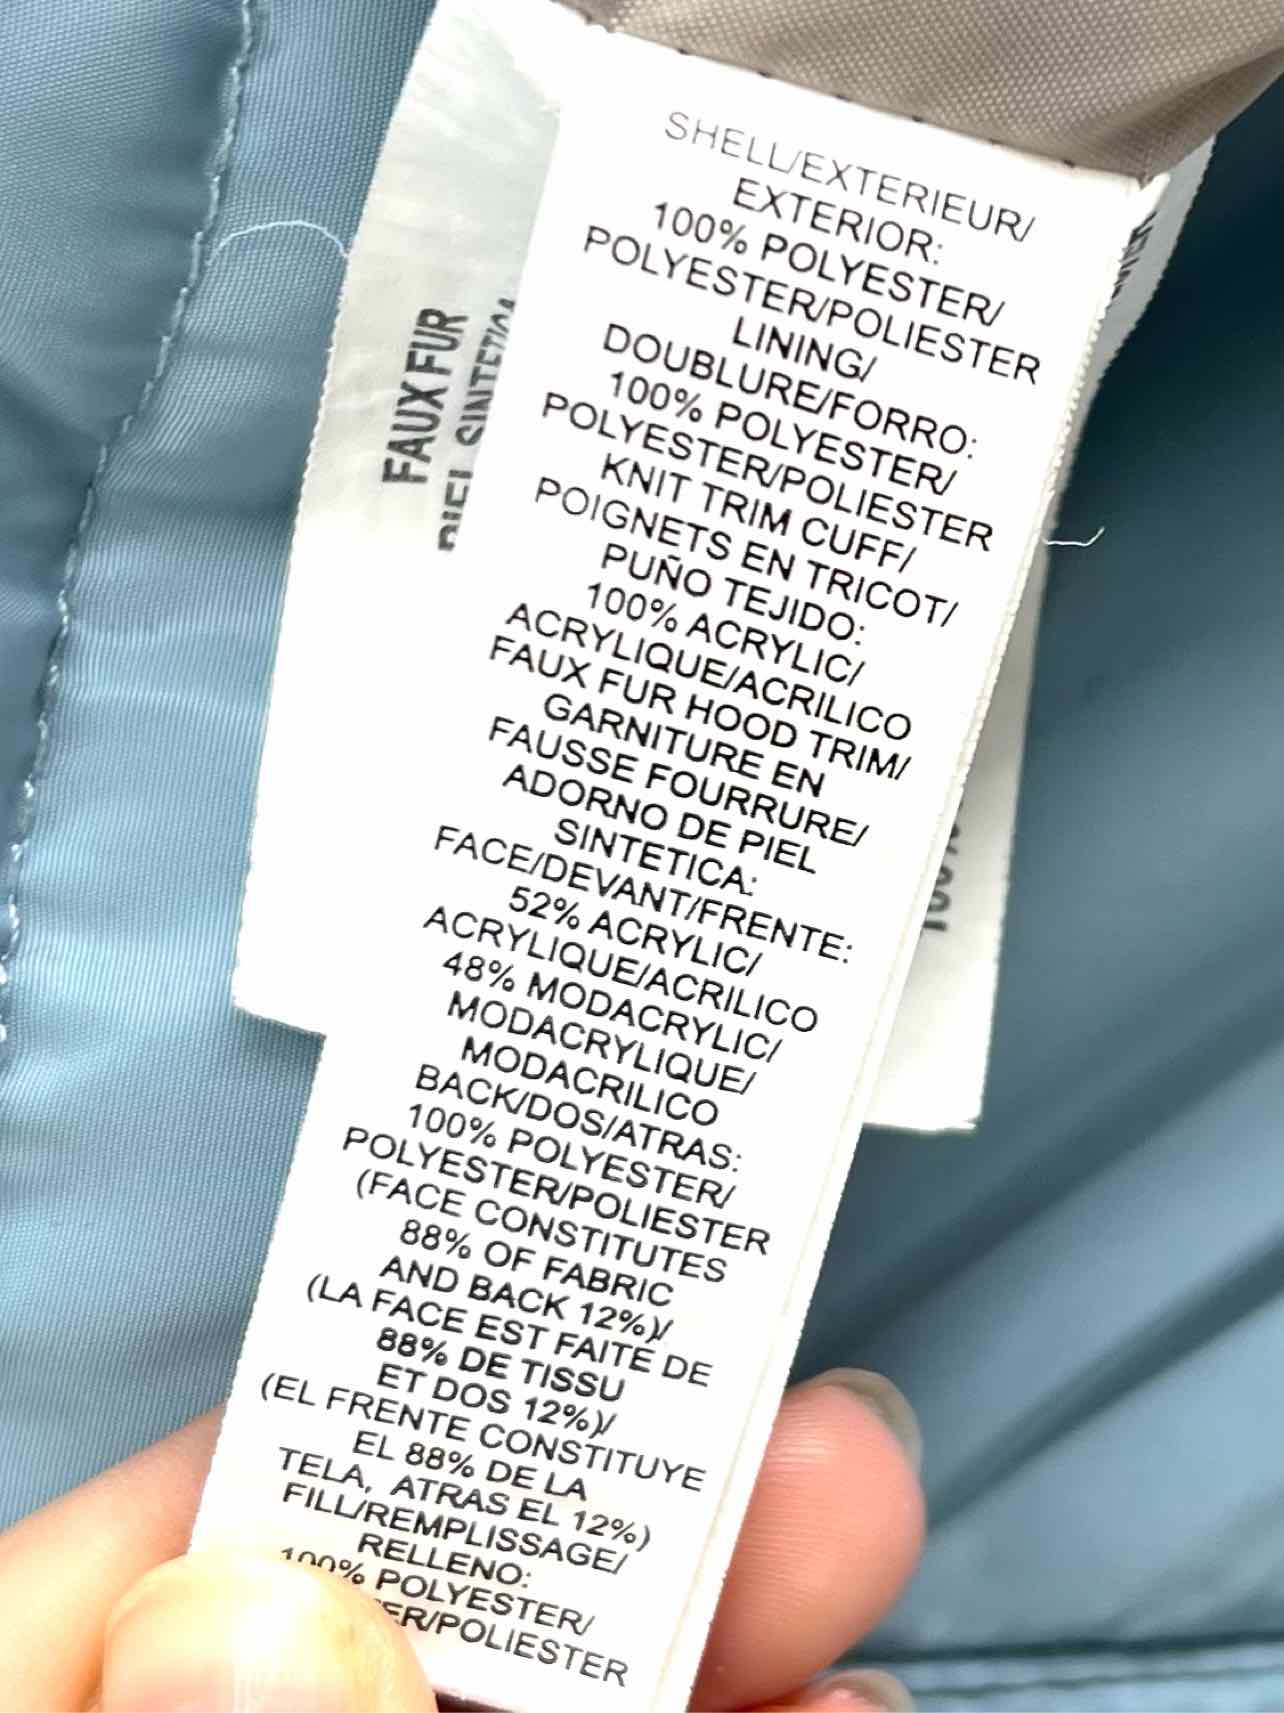 SHELL/EXTERIEUR/
EXTERIOR:
100% POLYESTER/
POLYESTER/POLIESTER
LINING/
DOUBLURE/FORRO:
100% POLYESTER/
POLYESTER/POLIESTER
KNIT TRIM CUFF/
POIGNETS EN TRICOT/
PUÑO TEJIDO:
100% ACRYLIC/
ACRYLIQUE/ACRILICO
FAUX FUR HOOD TRIM/
GARNITURE EN
FAUSSE FOURRURE/
ADORNO DE PIEL
SINTETICA:
FACE/DEVANT/FRENTE:
52% ACRYLIC/
ACRYLIQUE/ACRILICO
48% MODACRYLIC/
MODACRYLIQUE/
MODACRILICO
BACK/DOS/ATRAS:
100% POLYESTER/
POLYESTER/POLIESTER
(FACE CONSTITUTES
88% OF FABRIC
AND BACK 12%)/
(LA FACE EST FAITE DE
88% DE TISSU
ET DOS 12%)/
(EL FRENTE CONSTITUYE
EL 88% DE LA
TELA, ATRAS EL 12%)
FILL/REMPLISSAGE/
RELLENO:
100% POLYESTER/
ER/POLIESTER
FAUX FUR
PIEL SINTETICA